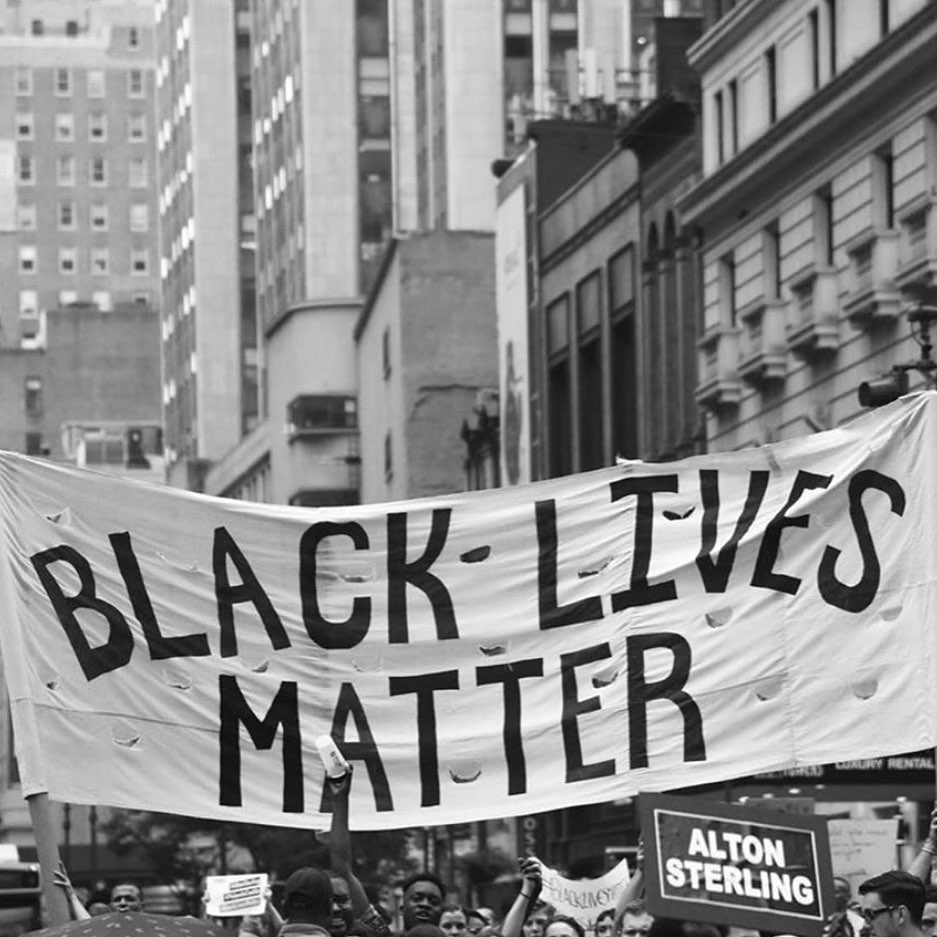 BLACK LIVES
MATTER
LUXURY RENTAL
ALTON
STERLING